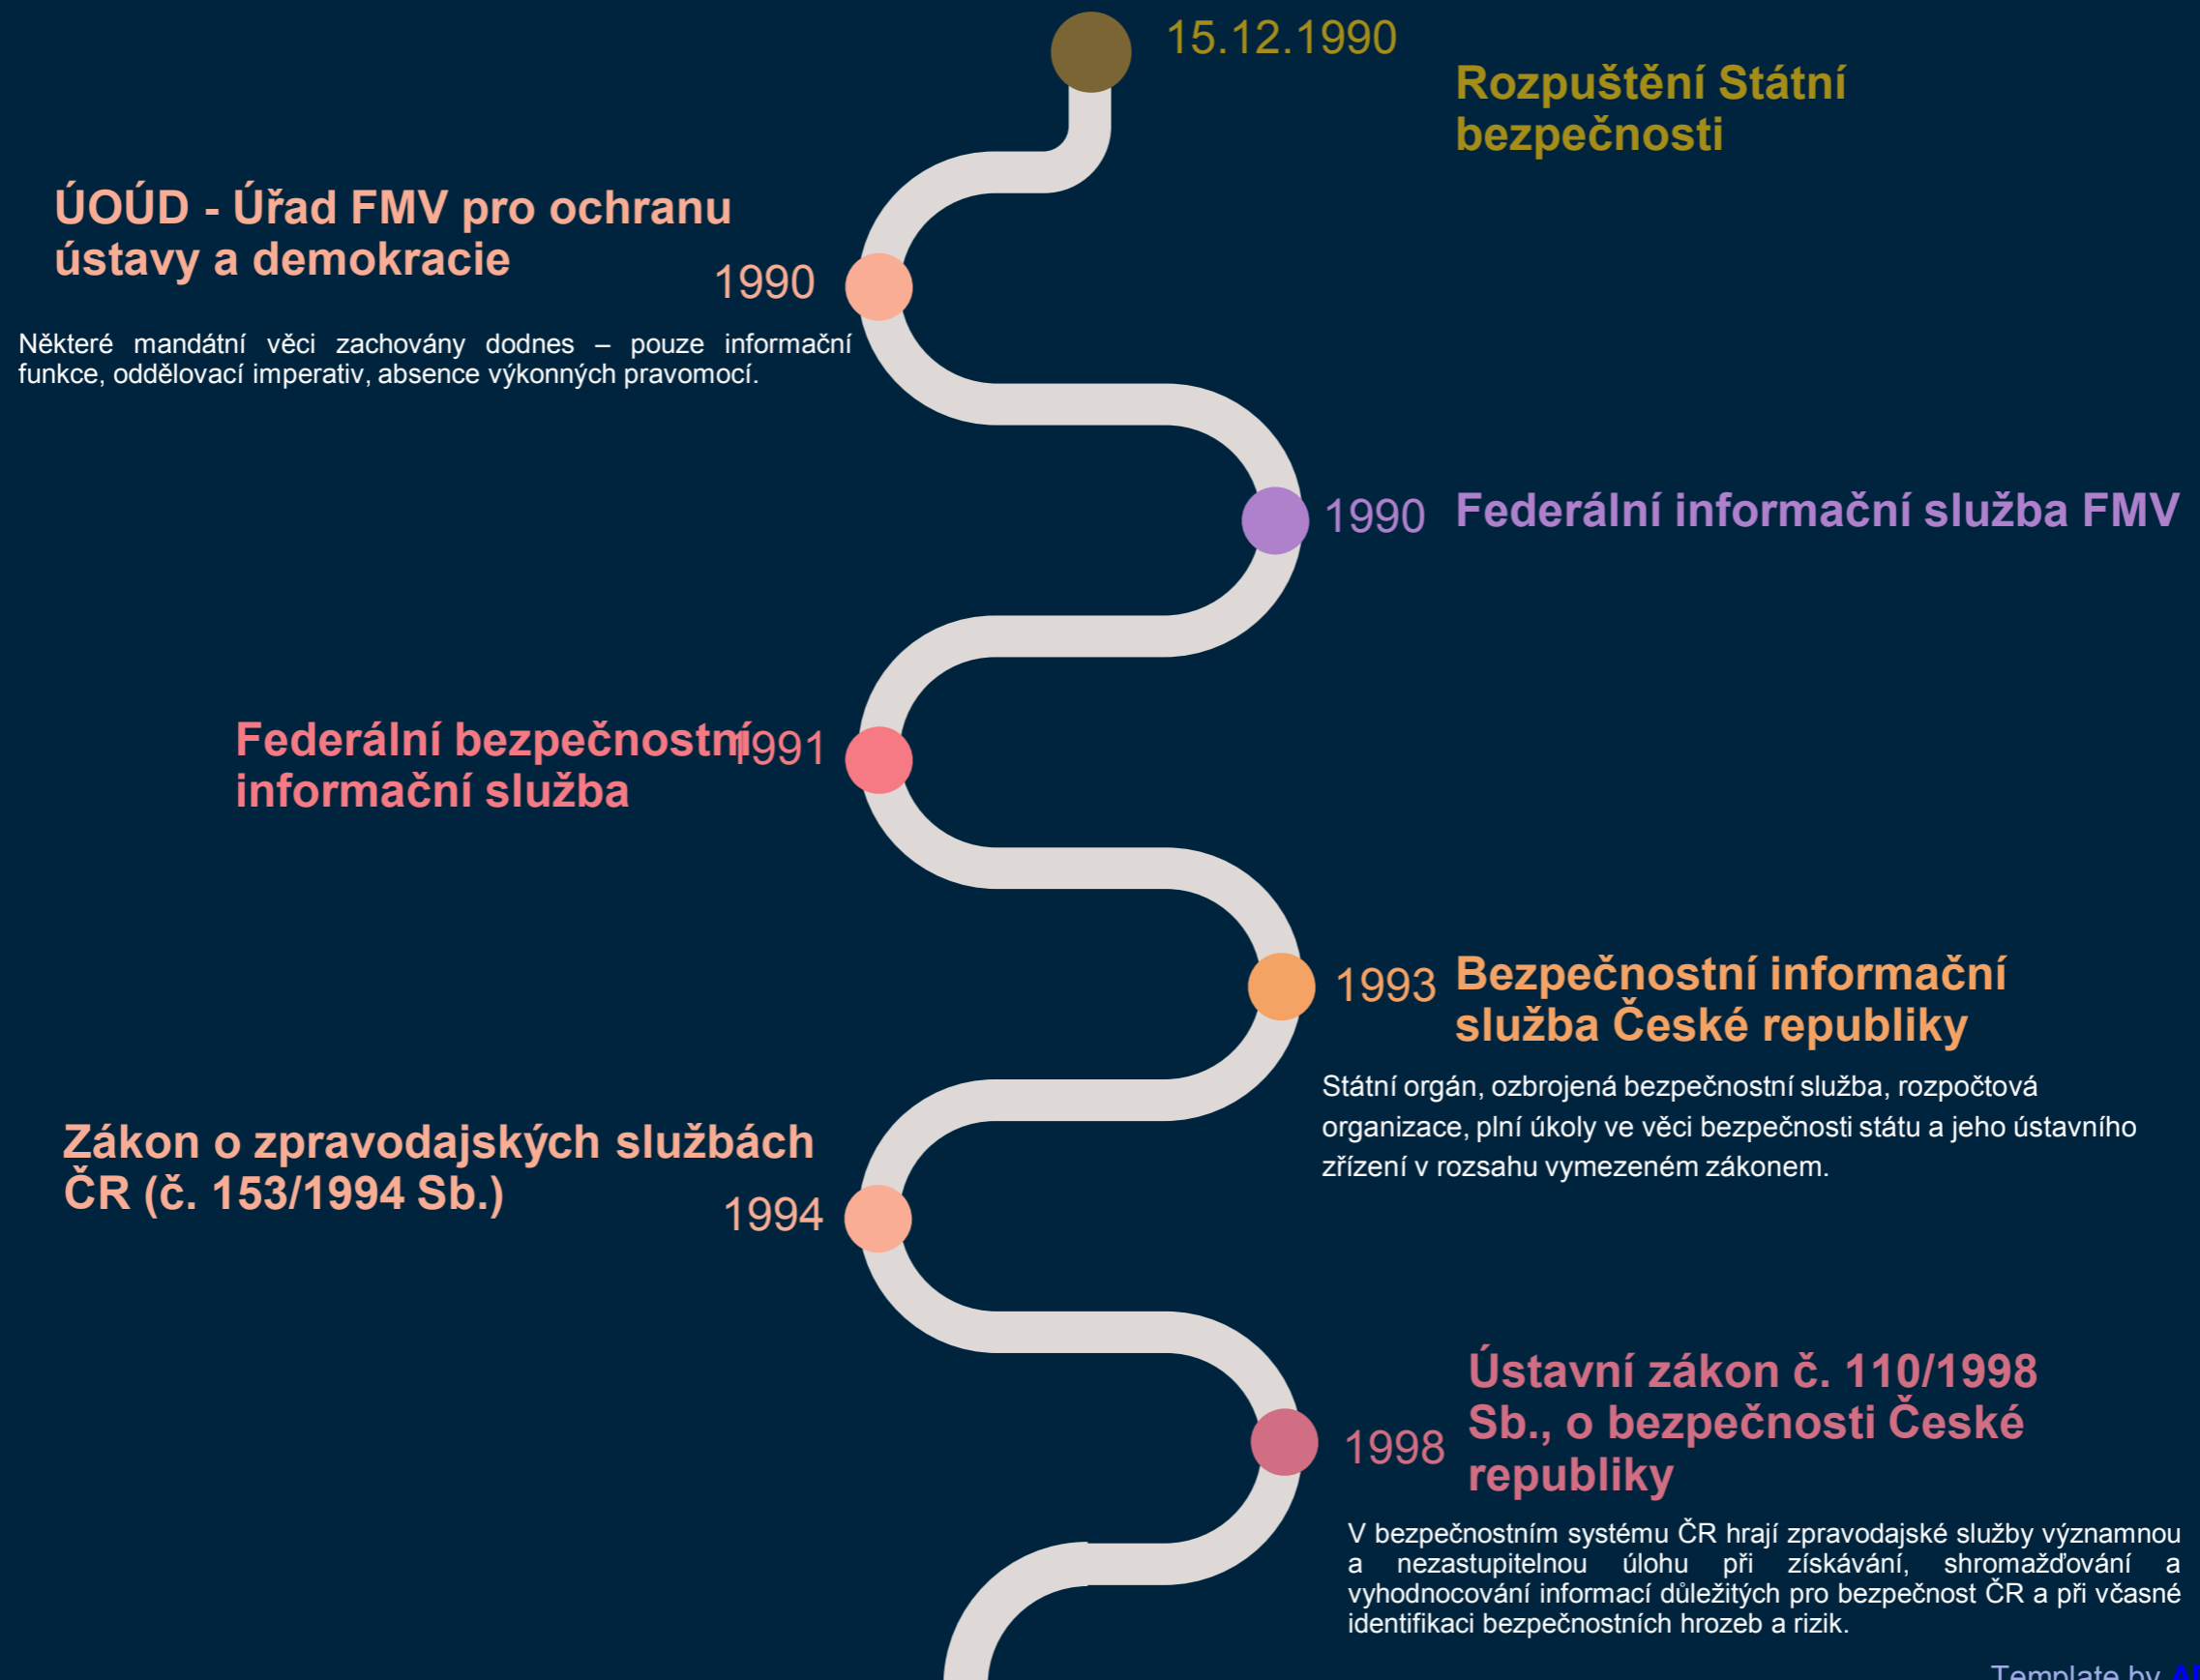 15.12.1990
Rozpuštění Státní
bezpečnosti
ÚOÚD - Úřad FMV pro ochranu
ústavy a demokracie
1990
Některé mandátní věci zachovány dodnes – pouze informační
funkce, oddělovací imperativ, absence výkonných pravomocí.
1990
Federální informační služba FMV
Federální bezpečnostní
informační služba
1991
1993
Bezpečnostní informační
služba České republiky
Státní orgán, ozbrojená bezpečnostní služba, rozpočtová
organizace, plní úkoly ve věci bezpečnosti státu a jeho ústavního
zřízení v rozsahu vymezeném zákonem.
Zákon o zpravodajských službách
ČR (č. 153/1994 Sb.)
1994
Ústavní zákon č. 110/1998
Sb., o bezpečnosti České
republiky
1998
V bezpečnostním systému ČR hrají zpravodajské služby významnou
a nezastupitelnou úlohu při získávání, shromažďování a
vyhodnocování informací důležitých pro bezpečnost ČR a při včasné
identifikaci bezpečnostních hrozeb a rizik.
Template by